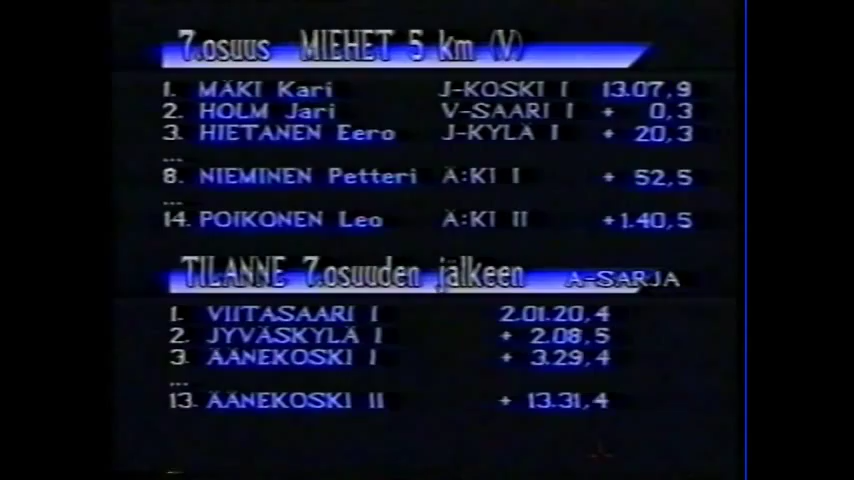 7.osuus MIEHET 5 km (V)
1. MÄKI Kari J-KOSKI I 13.07,9
2. HOLM Jari V-SAARI I + 0,3
3. HIETANEN Eero J-KYLÄ I + 20,3
...
8. NIEMINEN Petteri Ä:KI I + 52,5
...
14. POIKONEN Leo Ä:KI II +1.40,5
TILANNE 7.osuuden jälkeen A-SARJA
1. VIITASAARI I 2.01.20,4
2. JYVÄSKYLÄ I + 2.08,5
3. ÄÄNEKOSKI I + 3.29,4
...
13. ÄÄNEKOSKI II + 13.31,4